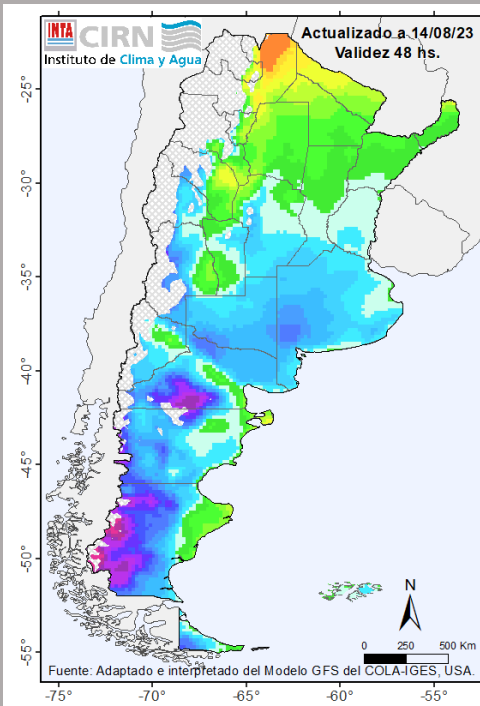 INTA CIRN
Instituto de Clima y Agua
Actualizado a 14/08/23
Validez 48 hs.
-25°
-30°
-35°
-40°
-45°
-50°
-55°
N
0 250 500 Km
Fuente: Adaptado e interpretado del Modelo GFS del COLA-IGES, USA.
-75° -70° -65° -60° -55°